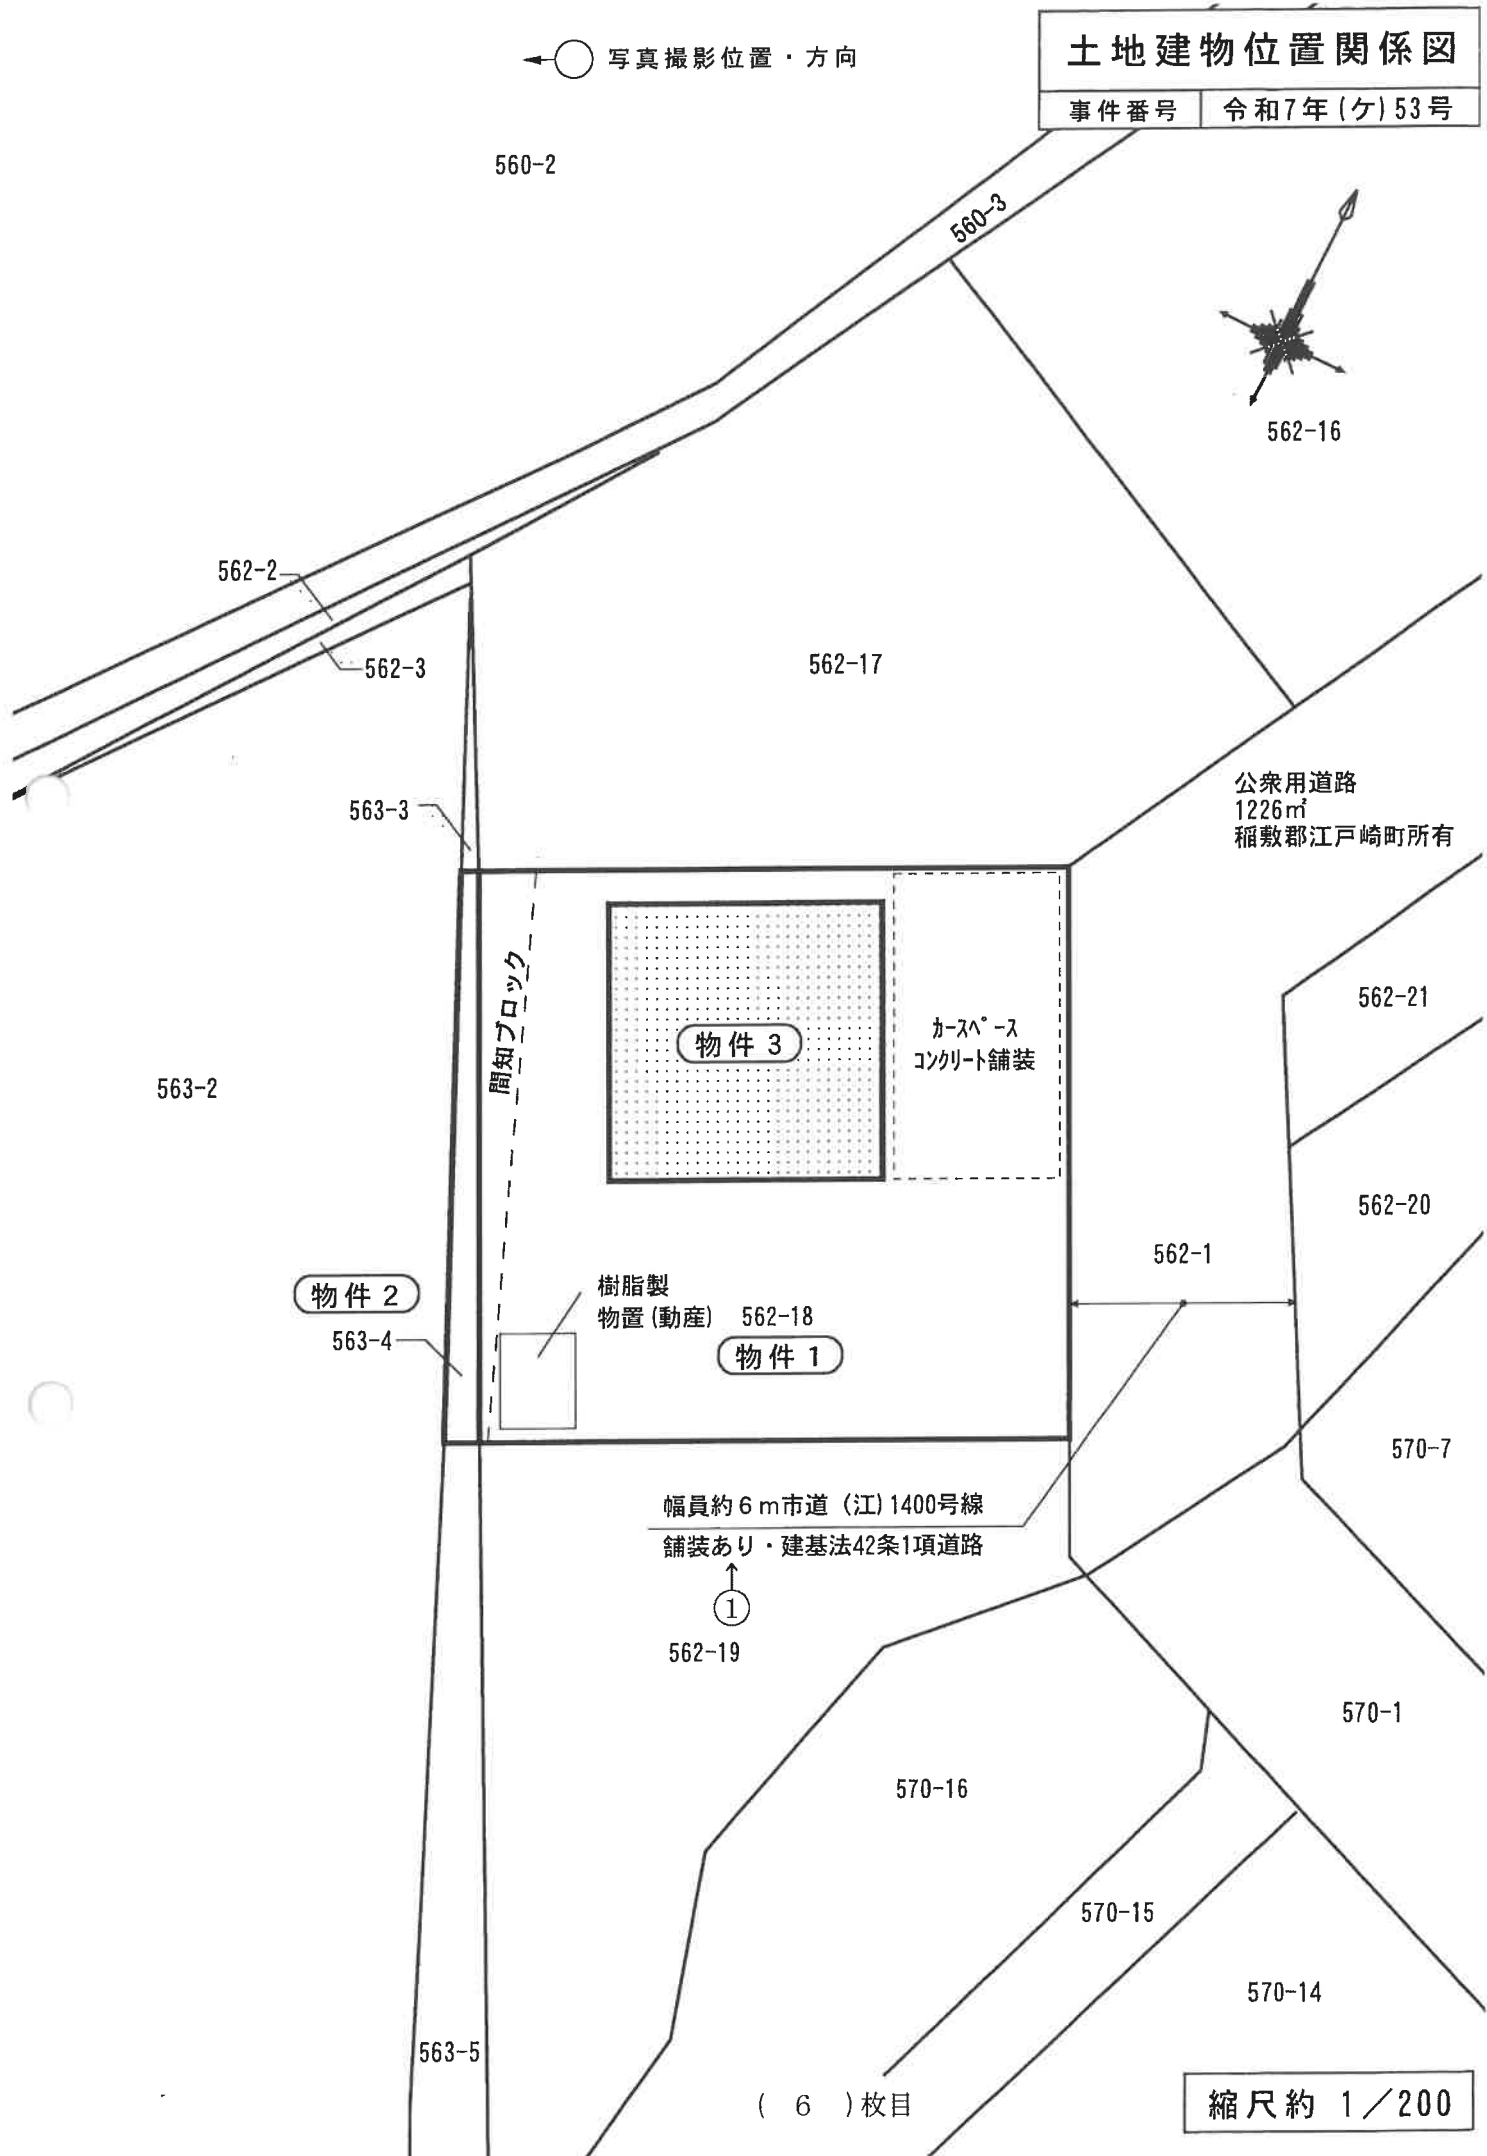 写真撮影位置・方向
土地建物位置関係図
事件番号 令和7年(ケ)53号
560-2
560-3
562-16
562-2
562-3
562-17
563-3
公衆用道路
1226㎡
稲敷郡江戸崎町所有
間知ブロック
物件3
カースペース
コンクリート舗装
562-21
563-2
562-20
562-1
物件2
563-4
樹脂製
物置(動産)
562-18
物件1
570-7
幅員約6m市道(江)1400号線
舗装あり・建基法42条1項道路
①
562-19
570-1
570-16
570-15
570-14
563-5
( 6 )枚目
縮尺約 1/200